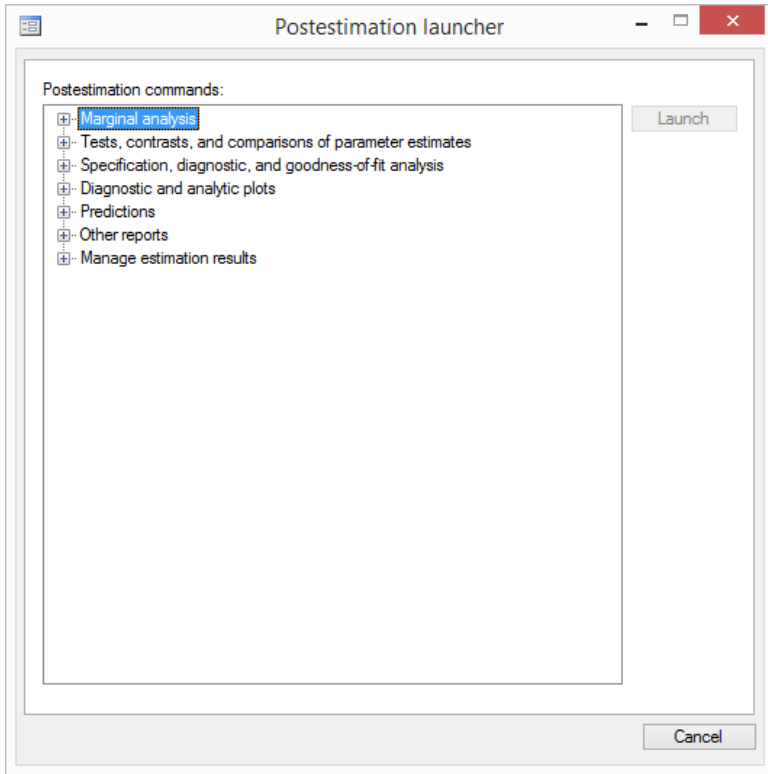 Postestimation launcher
Postestimation commands:
Marginal analysis
Launch
Tests, contrasts, and comparisons of parameter estimates
Specification, diagnostic, and goodness-of-fit analysis
Diagnostic and analytic plots
Predictions
Other reports
Manage estimation results
Cancel